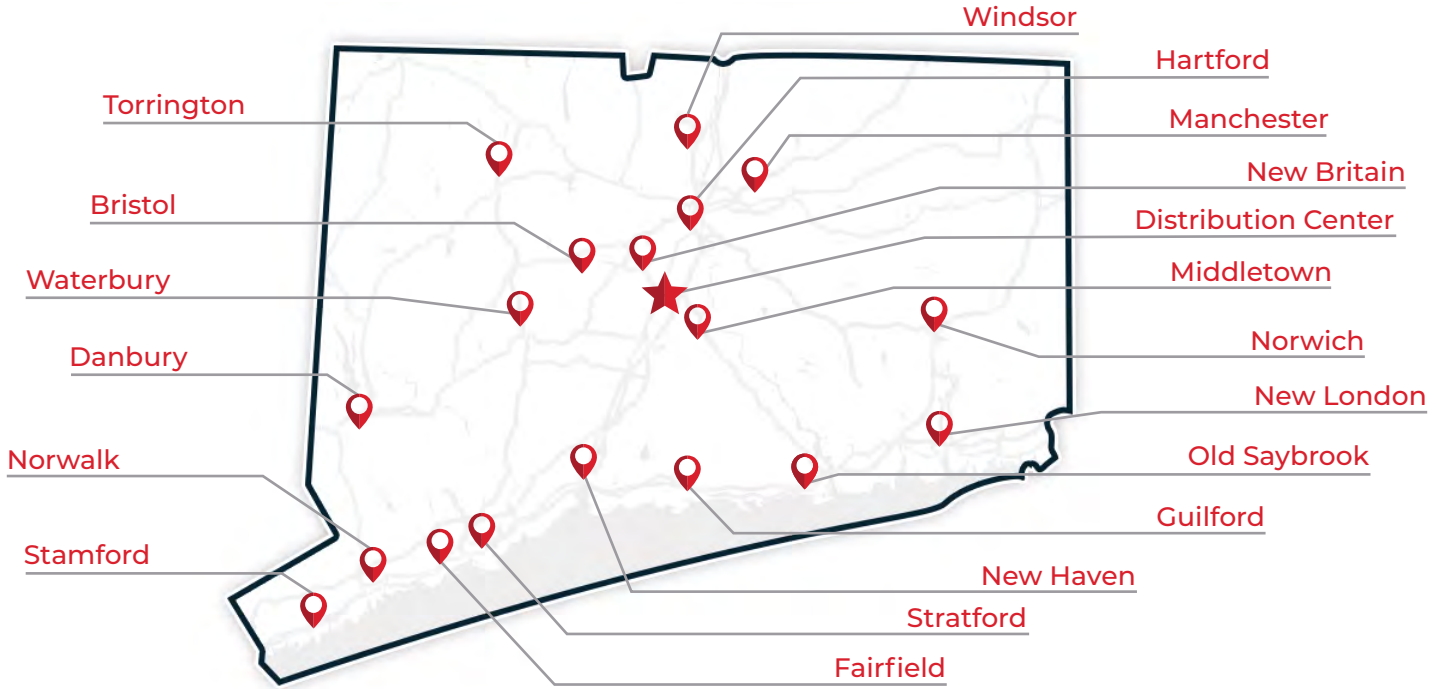 Windsor
Hartford
Torrington
Manchester
New Britain
Bristol
Distribution Center
Waterbury
Middletown
Norwich
Danbury
New London
Norwalk
Old Saybrook
Guilford
Stamford
New Haven
Stratford
Fairfield